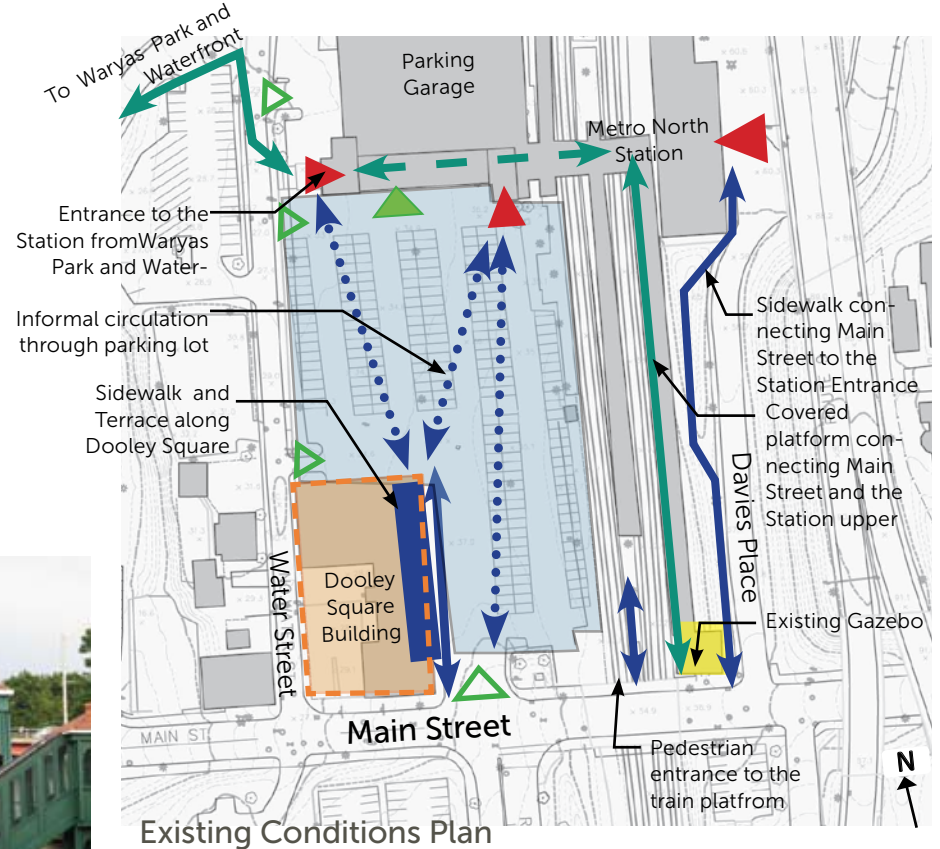 To Waryas Park and
Waterfront
Parking
Garage
Metro North
Station
Entrance to the
Station fromWaryas
Park and Water-
Informal circulation
through parking lot
Sidewalk and
Terrace along
Dooley Square
Sidewalk con-
necting Main
Street to the
Station Entrance
Covered
platform con-
necting Main
Street and the
Station upper
Davies Place
Water Street
Dooley
Square
Building
Existing Gazebo
Main Street
MAIN ST
Pedestrian
entrance to the
train platfrom
N
Existing Conditions Plan